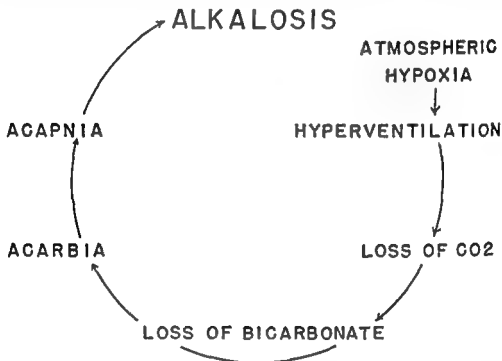 ALKALOSIS
ATMOSPHERIC
HYPOXIA
HYPERVENTILATION
LOSS OF CO2
LOSS OF BICARBONATE
ACARBIA
ACAPNIA